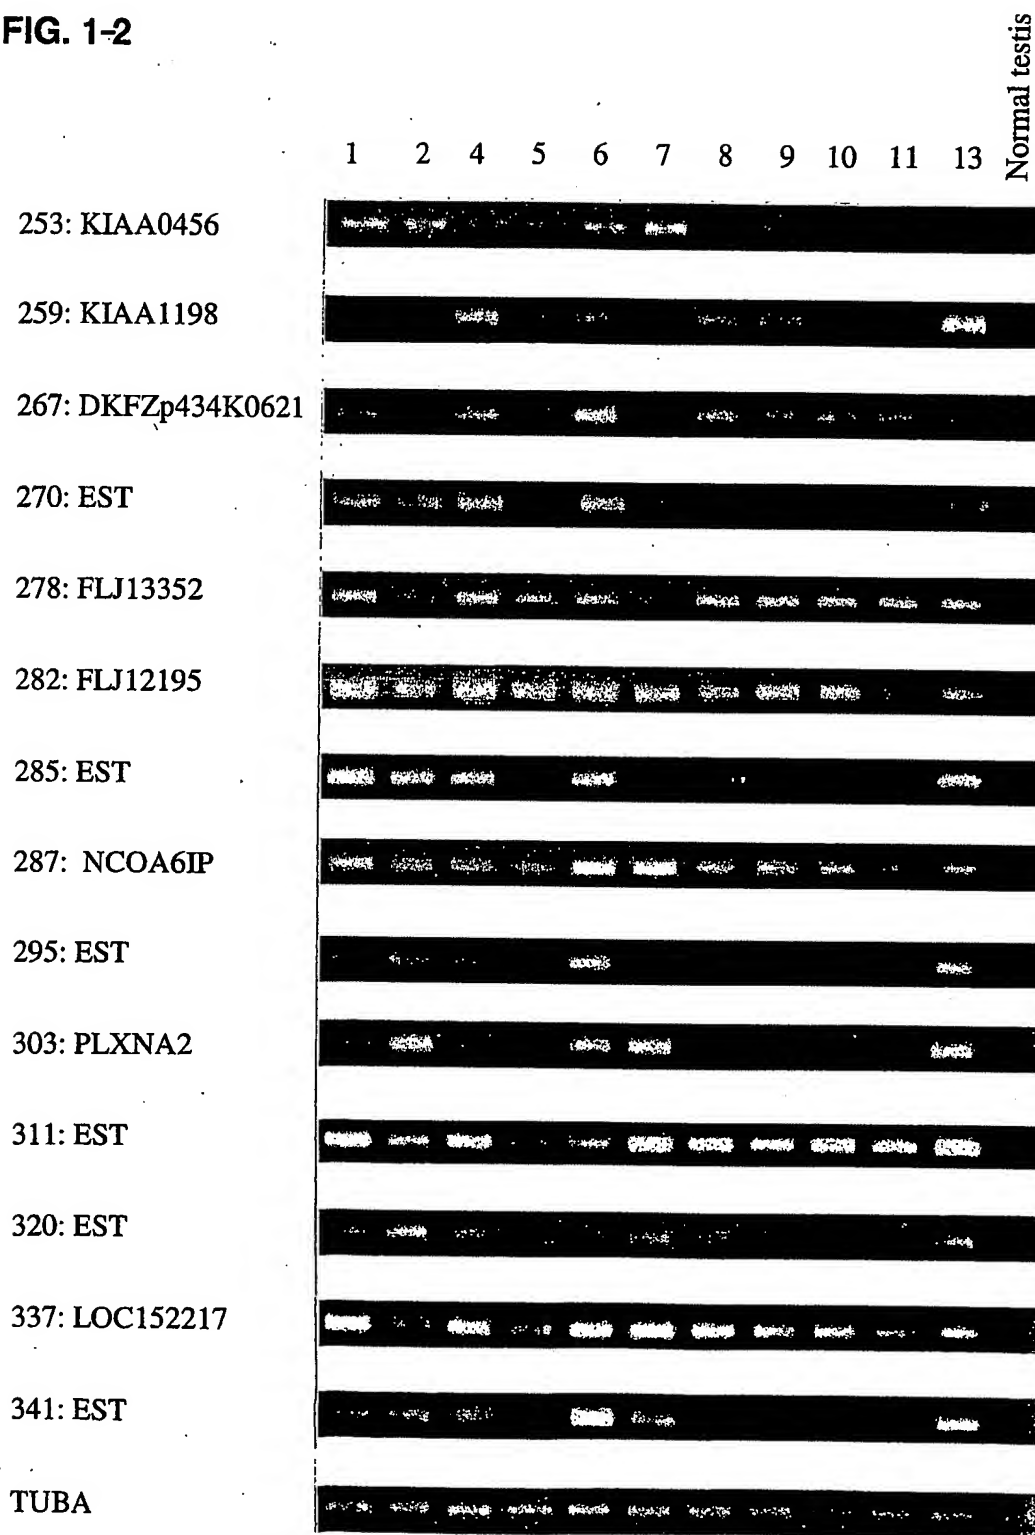 FIG. 1-2
Normal testis
1 2 4 5 6 7 8 9 10 11 13
253: KIAA0456
259: KIAA1198
267: DKFZp434K0621
270: EST
278: FLJ13352
282: FLJ12195
285: EST
287: NCOA6IP
295: EST
303: PLXNA2
311: EST
320: EST
337: LOC152217
341: EST
TUBA